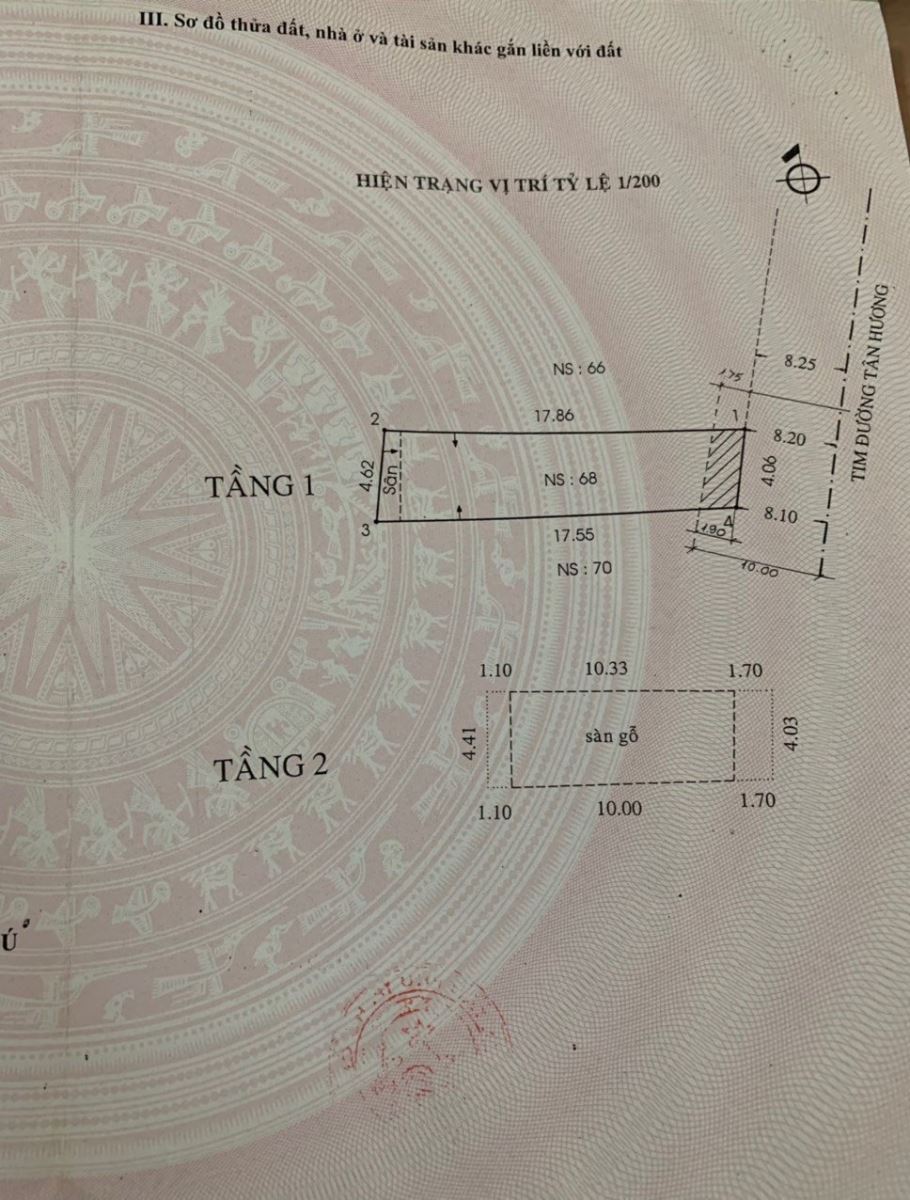 III. Sơ đồ thửa đất, nhà ở và tài sản khác gắn liền với đất
HIỆN TRẠNG VỊ TRÍ TỶ LỆ 1/200
TIM ĐƯỜNG TÂN HƯƠNG
NS : 66
8.25
1.75
2
17.86
1
8.20
TẦNG 1
4.62
Sân
NS : 68
4.06
3
17.55
4
8.10
1.90
NS : 70
10.00
1.10
10.33
1.70
TẦNG 2
4.41
sàn gỗ
4.03
1.10
10.00
1.70
Ú